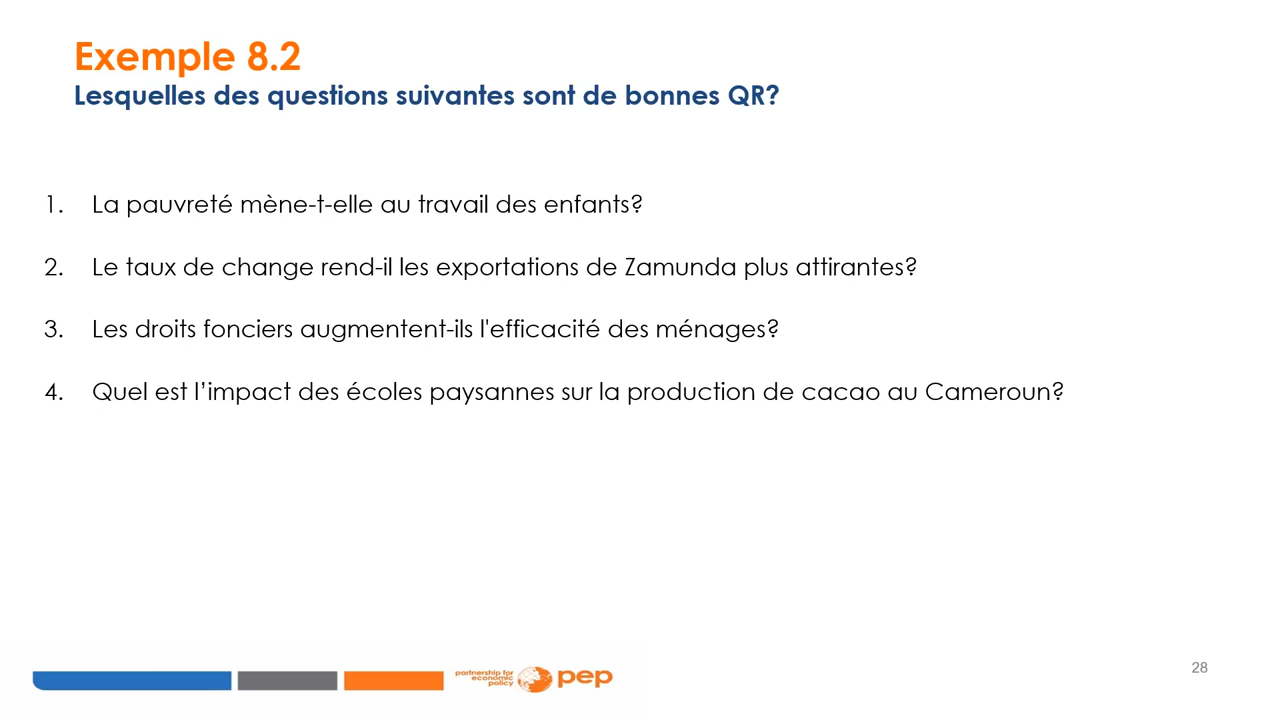 Exemple 8.2
Lesquelles des questions suivantes sont de bonnes QR?
1. La pauvreté mène-t-elle au travail des enfants?
2. Le taux de change rend-il les exportations de Zamunda plus attirantes?
3. Les droits fonciers augmentent-ils l'efficacité des ménages?
4. Quel est l’impact des écoles paysannes sur la production de cacao au Cameroun?
partnership for
economic
policy
pep
28